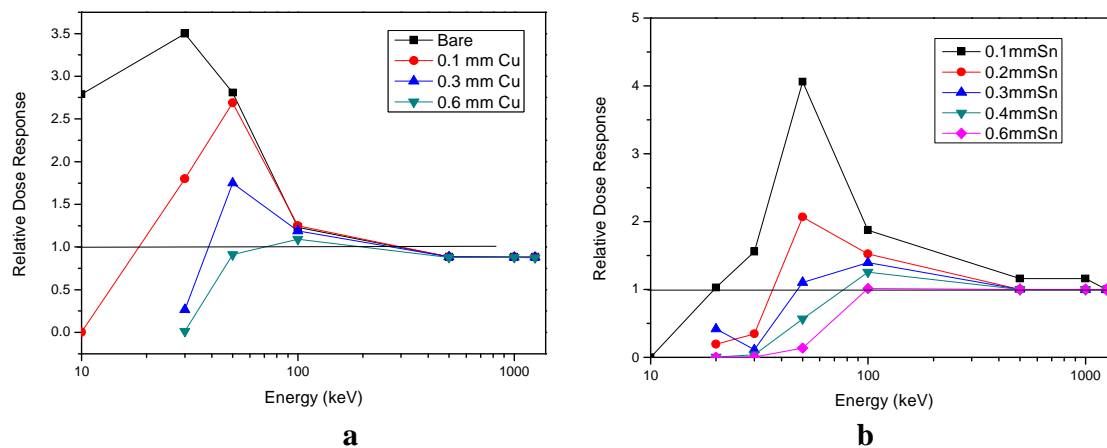 3.5
3.0
2.5
2.0
1.5
1.0
0.5
0.0
Relative Dose Response
10
100
1000
Energy (keV)
Bare
0.1 mm Cu
0.3 mm Cu
0.6 mm Cu
a
5
4
3
2
1
0
Relative Dose Response
10
100
1000
Energy (keV)
0.1mmSn
0.2mmSn
0.3mmSn
0.4mmSn
0.6mmSn
b